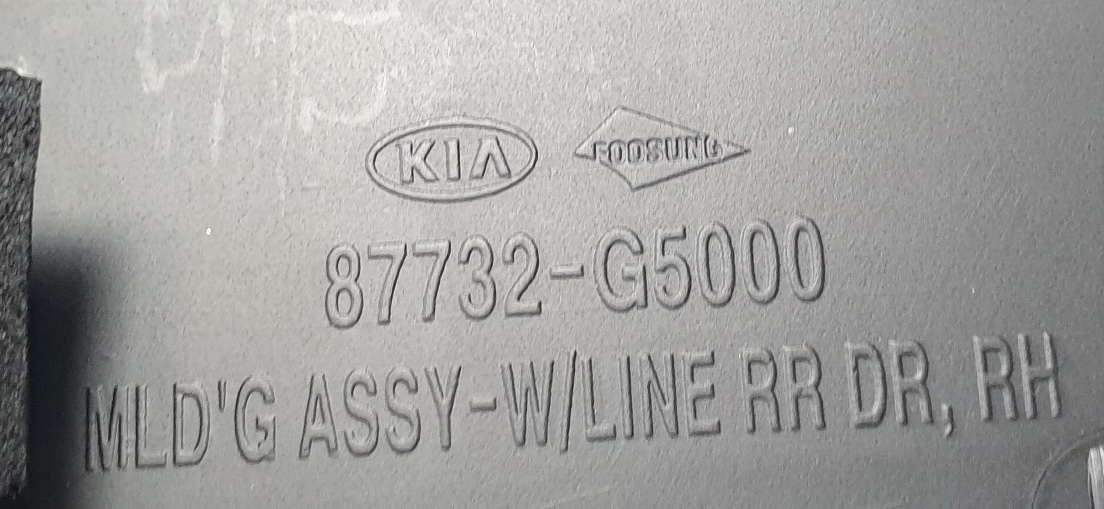 KIA FOOSUNG
87732-G5000
MLD'G ASSY-W/LINE RR DR, RH